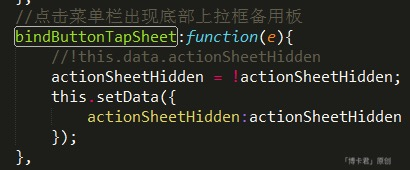 //点击菜单栏出现底部上拉框备用板
bindButtonTapSheet:function(e){
//!this.data.actionSheetHidden
actionSheetHidden = !actionSheetHidden;
this.setData({
actionSheetHidden:actionSheetHidden
});
},
「博卡君」原创